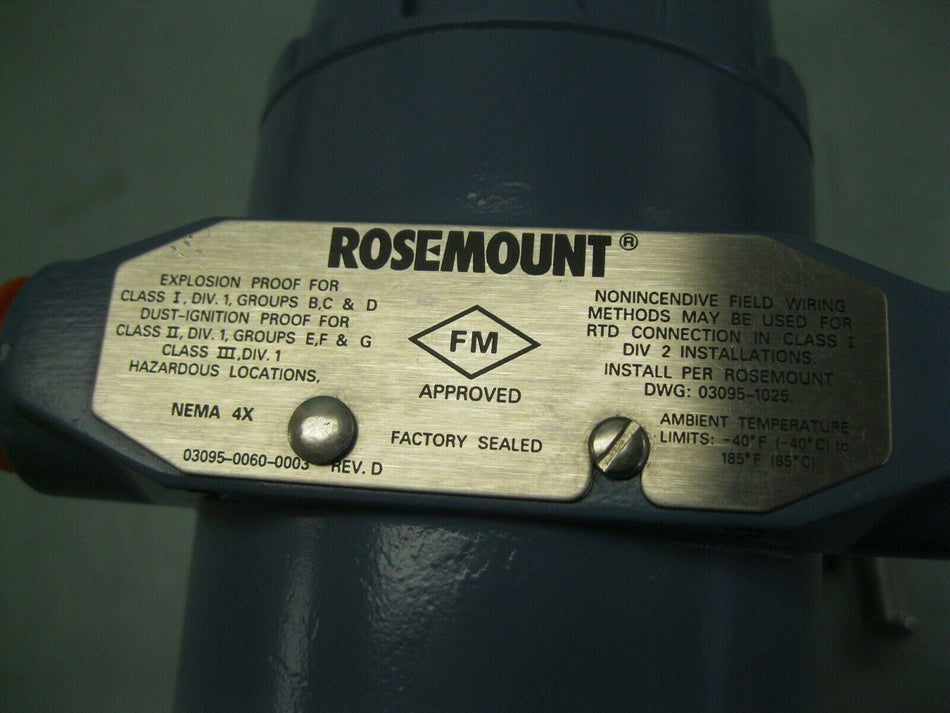 ROSEMOUNT®
EXPLOSION PROOF FOR
CLASS I, DIV. 1, GROUPS B,C & D
DUST-IGNITION PROOF FOR
CLASS II, DIV. 1, GROUPS E,F & G
CLASS III, DIV. 1
HAZARDOUS LOCATIONS,
NEMA 4X
03095-0060-0003 REV. D
FM
APPROVED
FACTORY SEALED
NONINCENDIVE FIELD WIRING
METHODS MAY BE USED FOR
RTD CONNECTION IN CLASS I
DIV 2 INSTALLATIONS.
INSTALL PER ROSEMOUNT
DWG: 03095-1025.
AMBIENT TEMPERATURE
LIMITS: -40°F (-40°C) to
185°F (85°C)